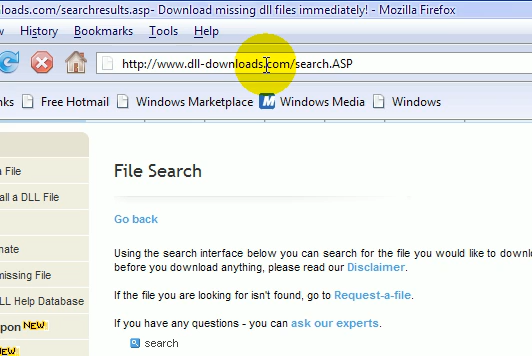 loads.com/searchresults.asp- Download missing dll files immediately! - Mozilla Firefox
History Bookmarks Tools Help
http://www.dll-downloads.com/search.ASP
nks Free Hotmail Windows Marketplace Windows Media Windows
File Search
a File
Go back
all a DLL File
Using the search interface below you can search for the file you would like to downl
before you download anything, please read our Disclaimer.
nate
missing File
If the file you are looking for isn't found, go to Request-a-file.
LL Help Database
If you have any questions - you can ask our experts.
pon NEW
search
NEW